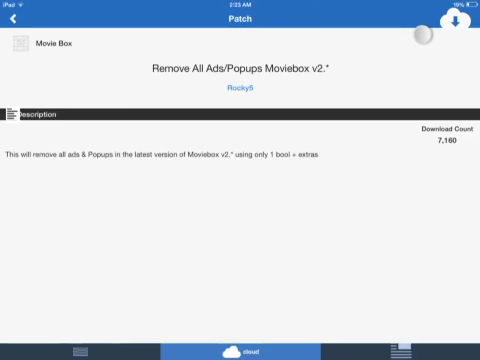 iPad 2:23 AM 19%
Patch
Movie Box
Remove All Ads/Popups Moviebox v2.*
Rocky5
Description
Download Count
7,160
This will remove all ads & Popups in the latest version of Moviebox v2.* using only 1 bool + extras
cloud